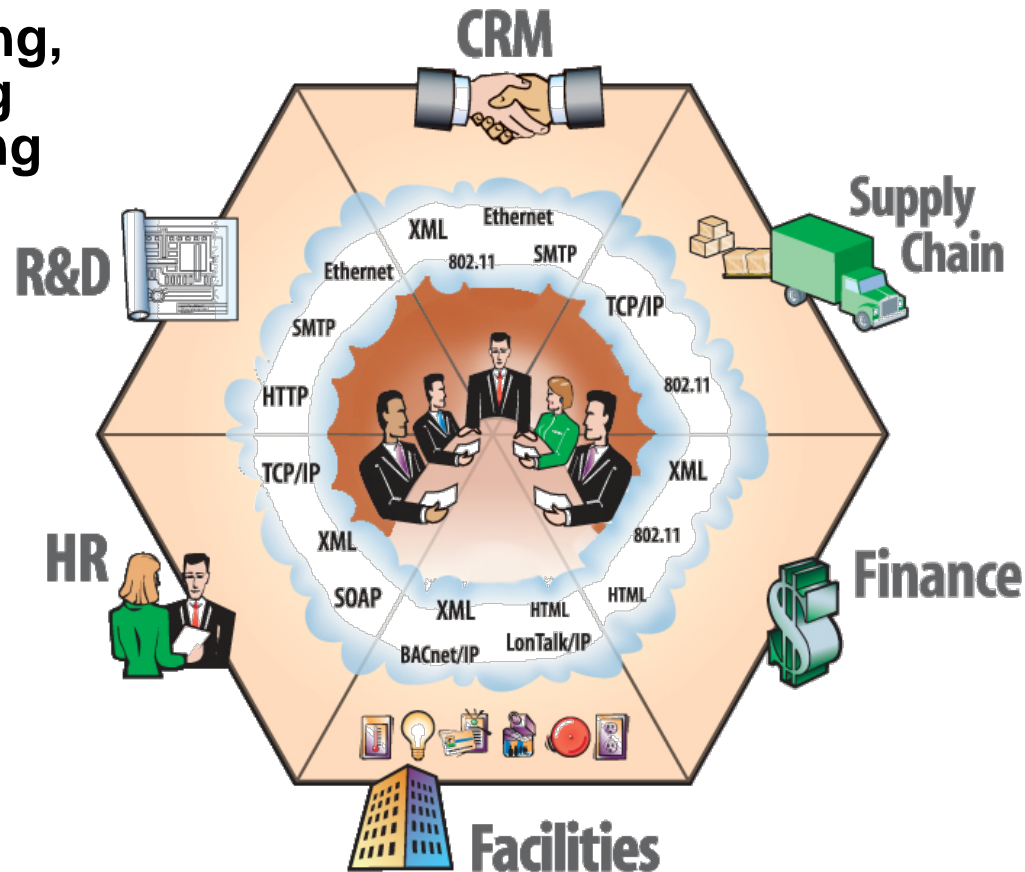 ng,
g
ng
CRM
Supply
Chain
R&D
XML
Ethernet
802.11
SMTP
Ethernet
TCP/IP
SMTP
HTTP
802.11
TCP/IP
XML
XML
802.11
SOAP
XML
HTML
HTML
BACnet/IP
LonTalk/IP
HR
Finance
Facilities